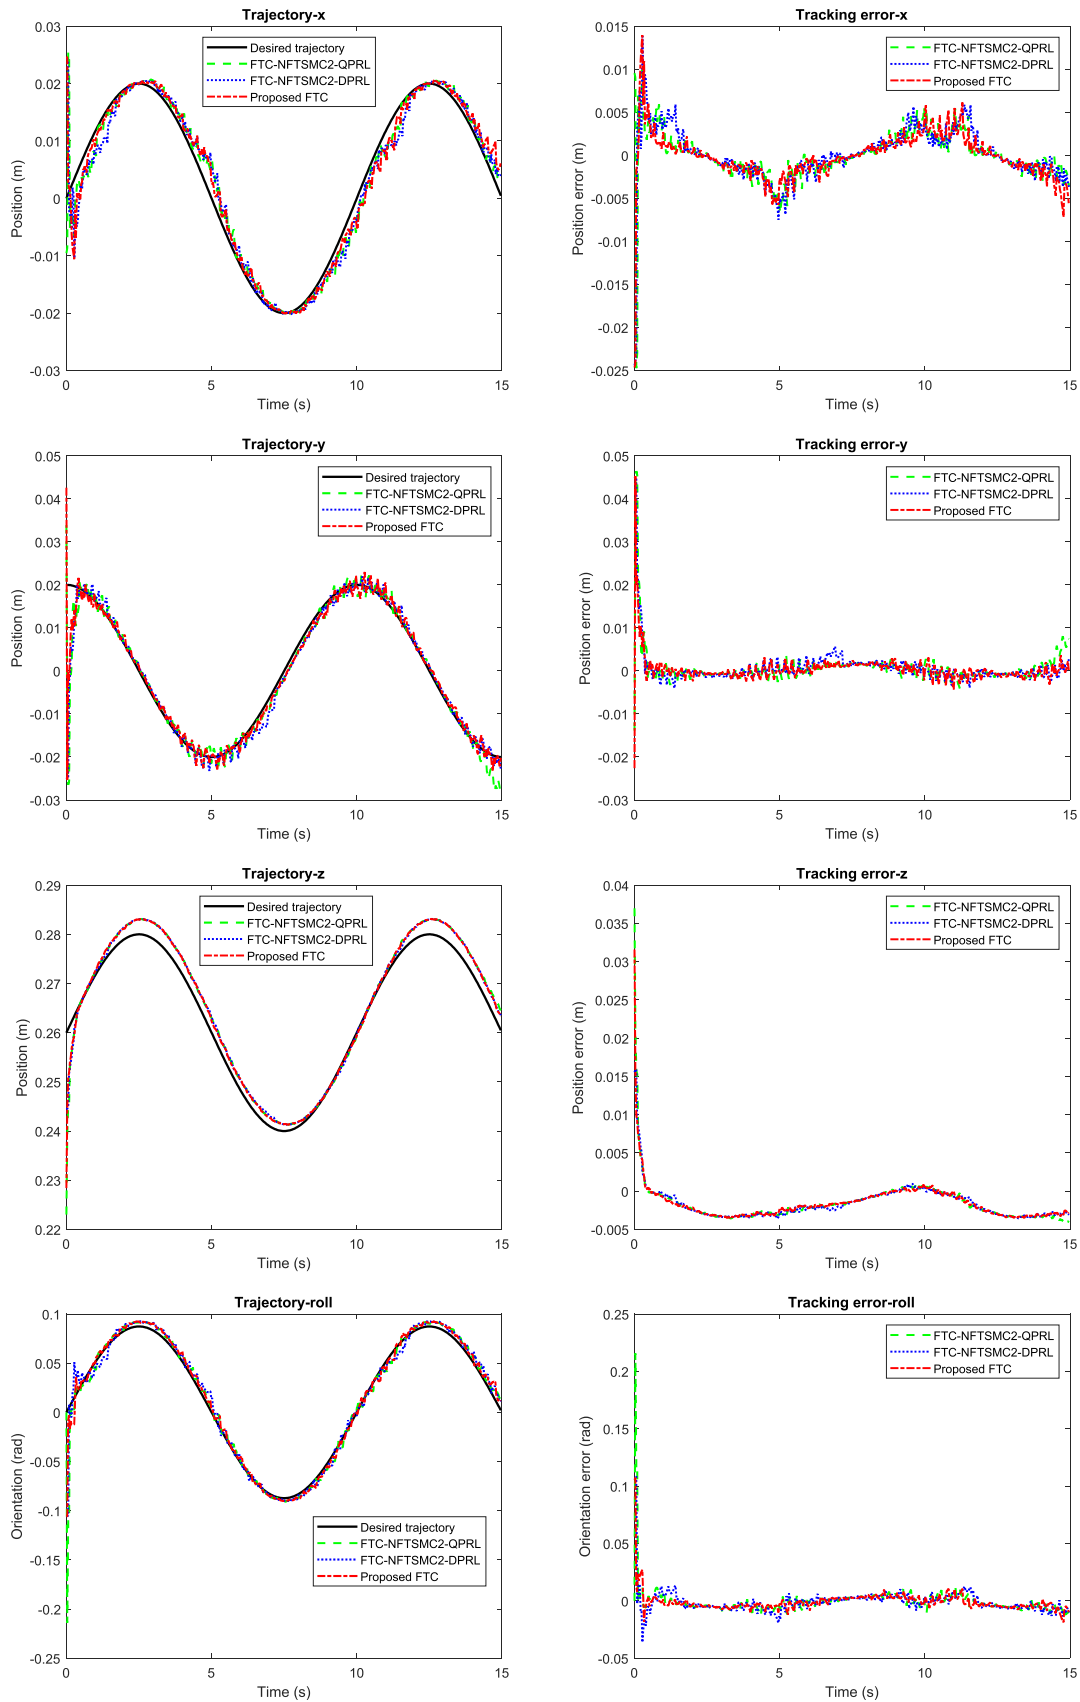 Trajectory-x
0.03
0.02
0.01
0
-0.01
-0.02
-0.03
Position (m)
Desired trajectory
FTC-NFTSMC2-QPRL
FTC-NFTSMC2-DPRL
Proposed FTC
0 5 10 15
Time (s)
Tracking error-x
0.015
0.01
0.005
0
-0.005
-0.01
-0.015
-0.02
-0.025
Position error (m)
FTC-NFTSMC2-QPRL
FTC-NFTSMC2-DPRL
Proposed FTC
0 5 10 15
Time (s)
Trajectory-y
0.05
0.04
0.03
0.02
0.01
0
-0.01
-0.02
-0.03
Position (m)
Desired trajectory
FTC-NFTSMC2-QPRL
FTC-NFTSMC2-DPRL
Proposed FTC
0 5 10 15
Time (s)
Tracking error-y
0.05
0.04
0.03
0.02
0.01
0
-0.01
-0.02
-0.03
Position error (m)
FTC-NFTSMC2-QPRL
FTC-NFTSMC2-DPRL
Proposed FTC
0 5 10 15
Time (s)
Trajectory-z
0.29
0.28
0.27
0.26
0.25
0.24
0.23
0.22
Position (m)
Desired trajectory
FTC-NFTSMC2-QPRL
FTC-NFTSMC2-DPRL
Proposed FTC
0 5 10 15
Time (s)
Tracking error-z
0.04
0.035
0.03
0.025
0.02
0.015
0.01
0.005
0
-0.005
Position error (m)
FTC-NFTSMC2-QPRL
FTC-NFTSMC2-DPRL
Proposed FTC
0 5 10 15
Time (s)
Trajectory-roll
0.1
0.05
0
-0.05
-0.1
-0.15
-0.2
-0.25
Orientation (rad)
Desired trajectory
FTC-NFTSMC2-QPRL
FTC-NFTSMC2-DPRL
Proposed FTC
0 5 10 15
Time (s)
Tracking error-roll
0.25
0.2
0.15
0.1
0.05
0
-0.05
Orientation error (rad)
FTC-NFTSMC2-QPRL
FTC-NFTSMC2-DPRL
Proposed FTC
0 5 10 15
Time (s)